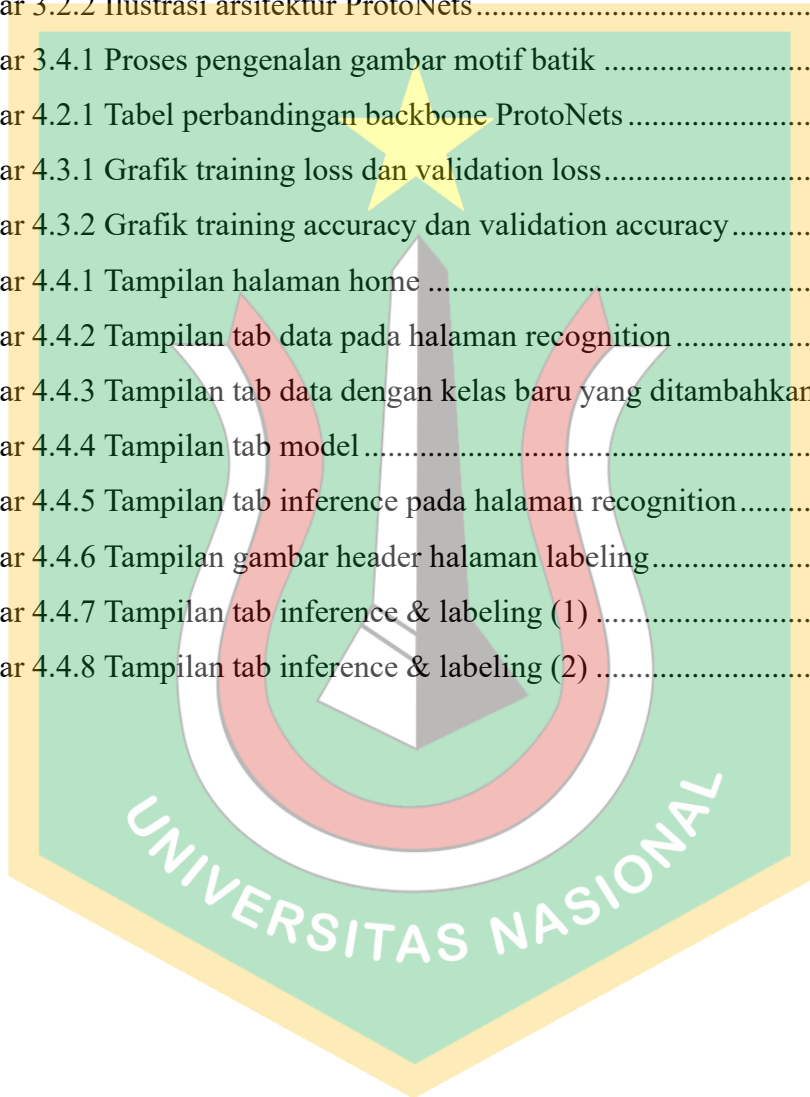 ar 3.2.2 Ilustrasi arsitektur ProtoNets......................................
ar 3.4.1 Proses pengenalan gambar motif batik ..........................
ar 4.2.1 Tabel perbandingan backbone ProtoNets.......................
ar 4.3.1 Grafik training loss dan validation loss..........................
ar 4.3.2 Grafik training accuracy dan validation accuracy..........
ar 4.4.1 Tampilan halaman home ................................................
ar 4.4.2 Tampilan tab data pada halaman recognition.................
ar 4.4.3 Tampilan tab data dengan kelas baru yang ditambahkan
ar 4.4.4 Tampilan tab model........................................................
ar 4.4.5 Tampilan tab inference pada halaman recognition.........
ar 4.4.6 Tampilan gambar header halaman labeling....................
ar 4.4.7 Tampilan tab inference & labeling (1) ...........................
ar 4.4.8 Tampilan tab inference & labeling (2) ...........................
UNIVERSITAS NASIONAL